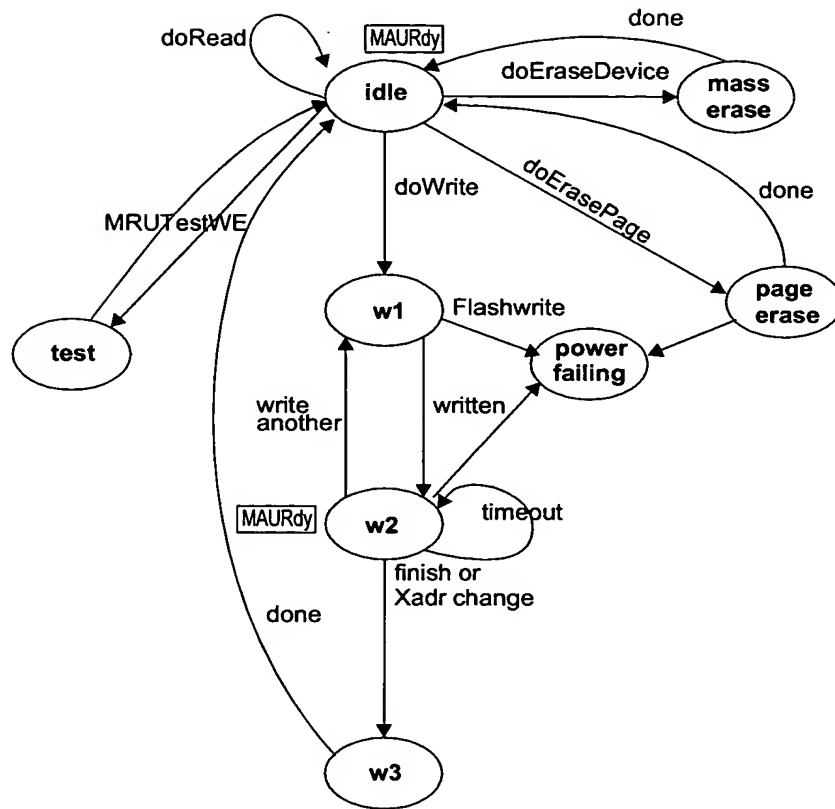 done
doRead
MAURdy
doEraseDevice
idle
mass
erase
doWrite
doErasePage
done
MRUTestWE
w1
Flashwrite
page
erase
test
power
failing
write
another
written
MAURdy
w2
timeout
finish or
Xadr change
done
w3